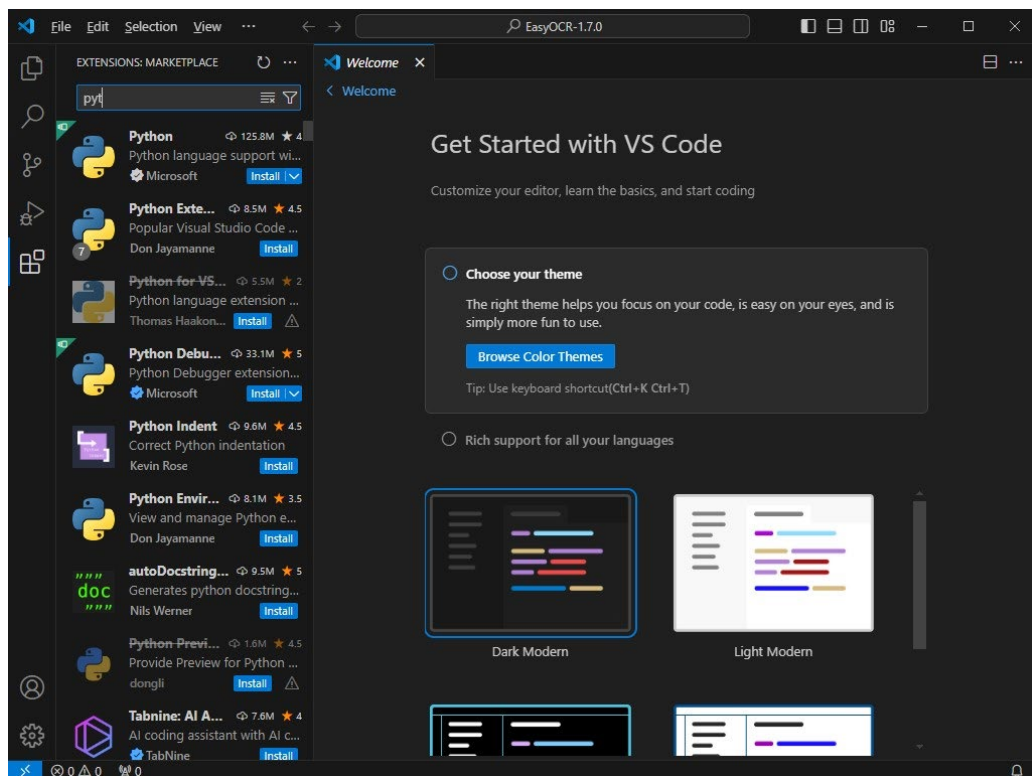 File Edit Selection View ... EasyOCR-1.7.0
EXTENSIONS: MARKETPLACE
pyt
Python 125.8M ★ 4
Python language support wi...
Microsoft Install
Python Exte... 8.5M ★ 4.5
Popular Visual Studio Code ...
7 Don Jayamanne Install
Python for VS... 5.5M ★ 2
Python language extension ...
Thomas Haakon... Install
Python Debu... 33.1M ★ 5
Python Debugger extension...
Microsoft Install
Python Indent 9.6M ★ 4.5
Correct Python indentation
Kevin Rose Install
Python Envir... 8.1M ★ 3.5
View and manage Python e...
Don Jayamanne Install
autoDocstring... 9.5M ★ 5
Generates python docstring...
""" doc """
Nils Werner Install
Python Previ... 1.6M ★ 4.5
Provide Preview for Python ...
dongli Install
Tabnine: AI A... 7.6M ★ 4
AI coding assistant with AI c...
TabNine Install
Welcome
Welcome
Get Started with VS Code
Customize your editor, learn the basics, and start coding
Choose your theme
The right theme helps you focus on your code, is easy on your eyes, and is
simply more fun to use.
Browse Color Themes
Tip: Use keyboard shortcut(Ctrl+K Ctrl+T)
Rich support for all your languages
Dark Modern Light Modern
0 0 0